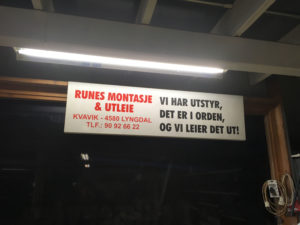 RUNES MONTASJE
& UTLEIE
KVAVIK - 4580 LYNGDAL
TLF.: 90 92 66 22
VI HAR UTSTYR,
DET ER I ORDEN,
OG VI LEIER DET UT!